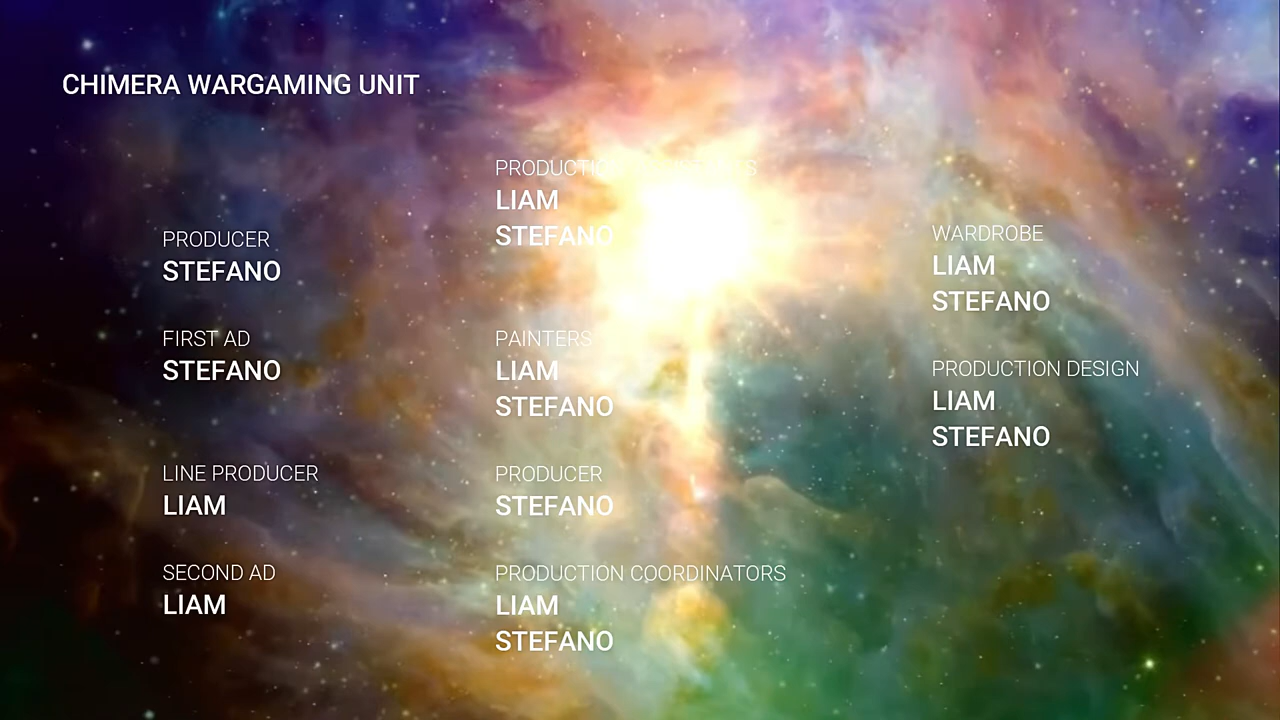 CHIMERA WARGAMING UNIT
PRODUCER
STEFANO
FIRST AD
STEFANO
LINE PRODUCER
LIAM
SECOND AD
LIAM
PRODUCTION
LIAM
STEFANO
PAINTERS
LIAM
STEFANO
PRODUCER
STEFANO
PRODUCTION COORDINATORS
LIAM
STEFANO
WARDROBE
LIAM
STEFANO
PRODUCTION DESIGN
LIAM
STEFANO